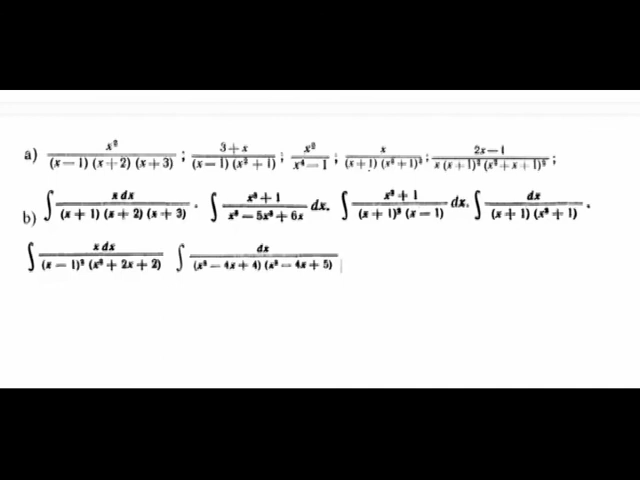 a) x²/((x−1)(x+2)(x+3)) ; (3+x)/((x−1)(x²+1)) ; x²/(x⁴−1) ; x/((x+1)(x²+1)²) ; (2x−1)/(x(x+1)²(x²+x+1)²) ;
b) ∫ x dx/((x+1)(x+2)(x+3)) . ∫ (x³+1)/(x³−5x²+6x) dx. ∫ (x³+1)/((x+1)³(x−1)) dx. ∫ dx/((x+1)(x²+1)) .
∫ x dx/((x−1)²(x²+2x+2)) ∫ dx/((x²−4x+4)(x²−4x+5))